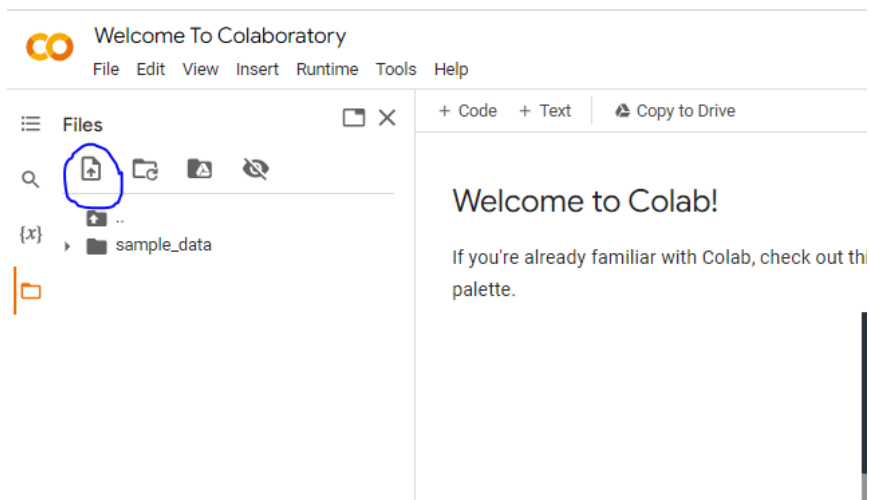 Welcome To Colaboratory
File Edit View Insert Runtime Tools Help
Files
+ Code + Text Copy to Drive
..
sample_data
{x}
Welcome to Colab!
If you're already familiar with Colab, check out thi
palette.